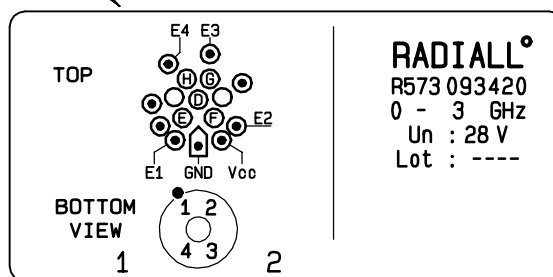 E4 E3
TOP
H G
D
E F
E2
E1 GND Vcc
BOTTOM
VIEW
1 2
4 3
1 2
RADIALL°
R573 093420
0 - 3 GHz
Un : 28 V
Lot : ----